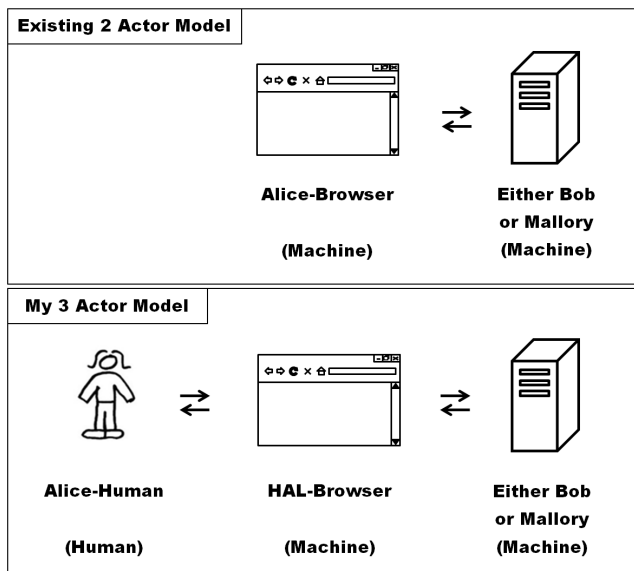 Existing 2 Actor Model
Alice-Browser
Either Bob
or Mallory
(Machine)
(Machine)
My 3 Actor Model
Alice-Human
HAL-Browser
Either Bob
or Mallory
(Human)
(Machine)
(Machine)